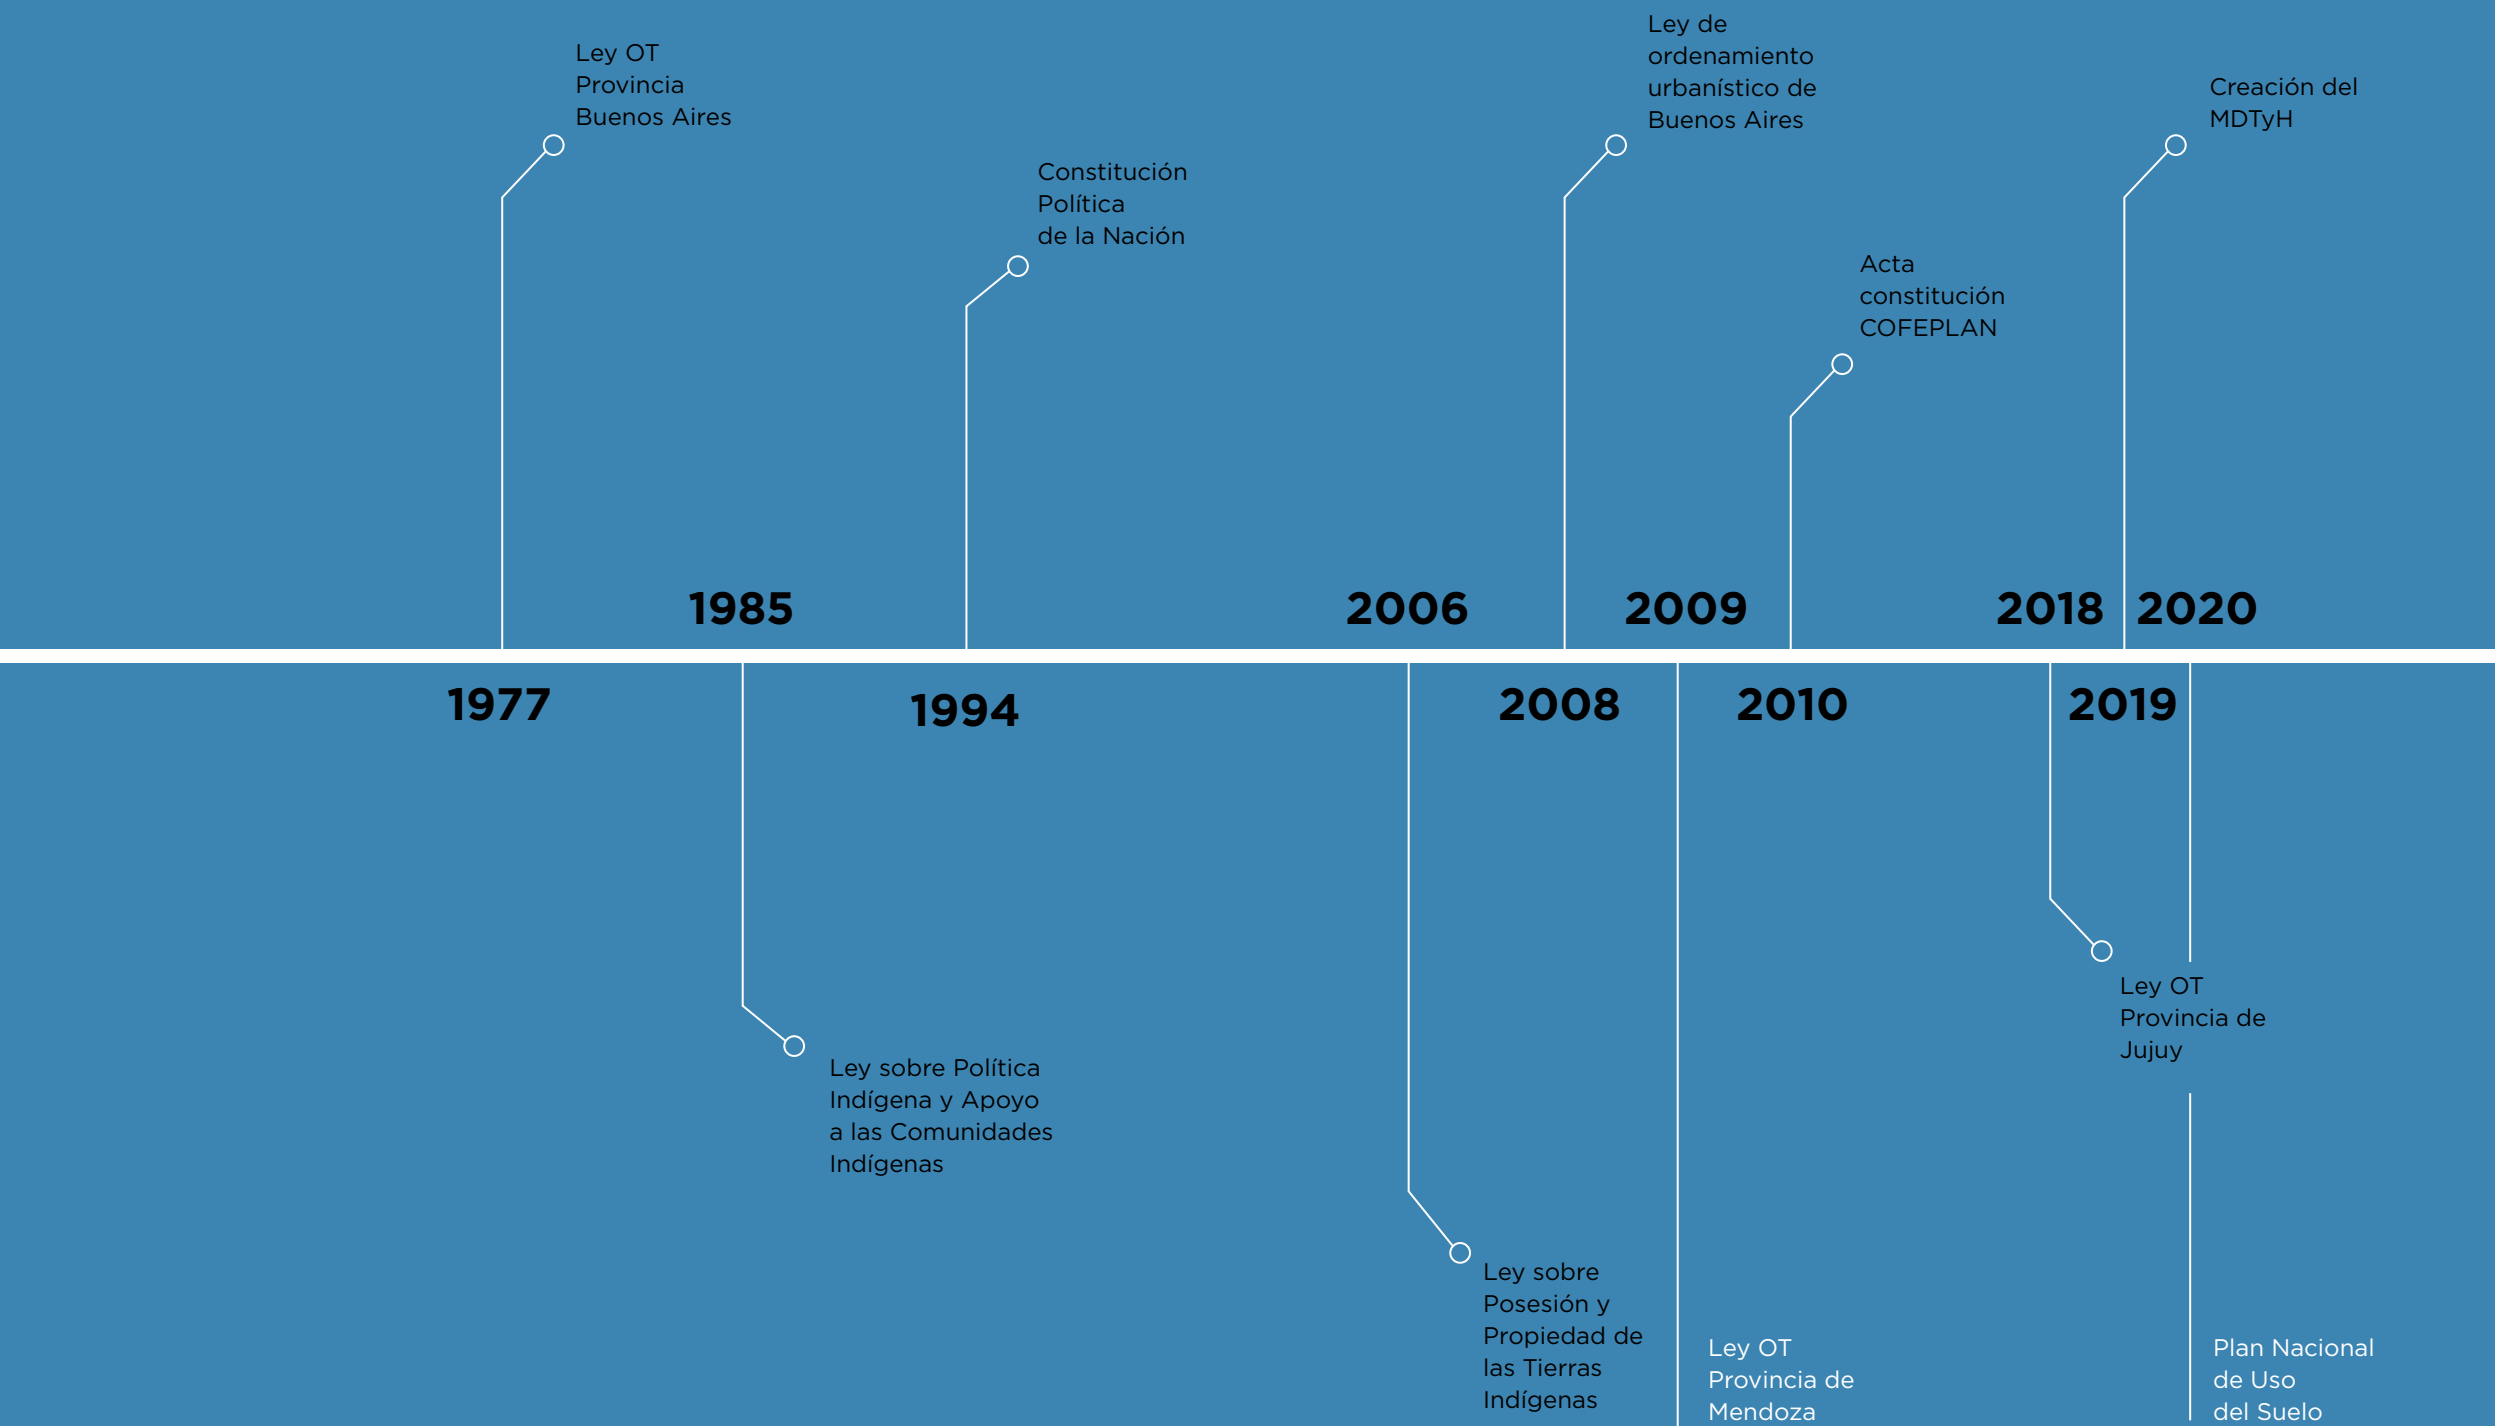 Ley OT
Provincia
Buenos Aires
Constitución
Política
de la Nación
Ley de
ordenamiento
urbanístico de
Buenos Aires
Acta
constitución
COFEPLAN
Creación del
MDTyH
1985
2006
2009
2018
2020
1977
1994
2008
2010
2019
Ley sobre Política
Indígena y Apoyo
a las Comunidades
Indígenas
Ley sobre
Posesión y
Propiedad de
las Tierras
Indígenas
Ley OT
Provincia de
Mendoza
Ley OT
Provincia de
Jujuy
Plan Nacional
de Uso
del Suelo